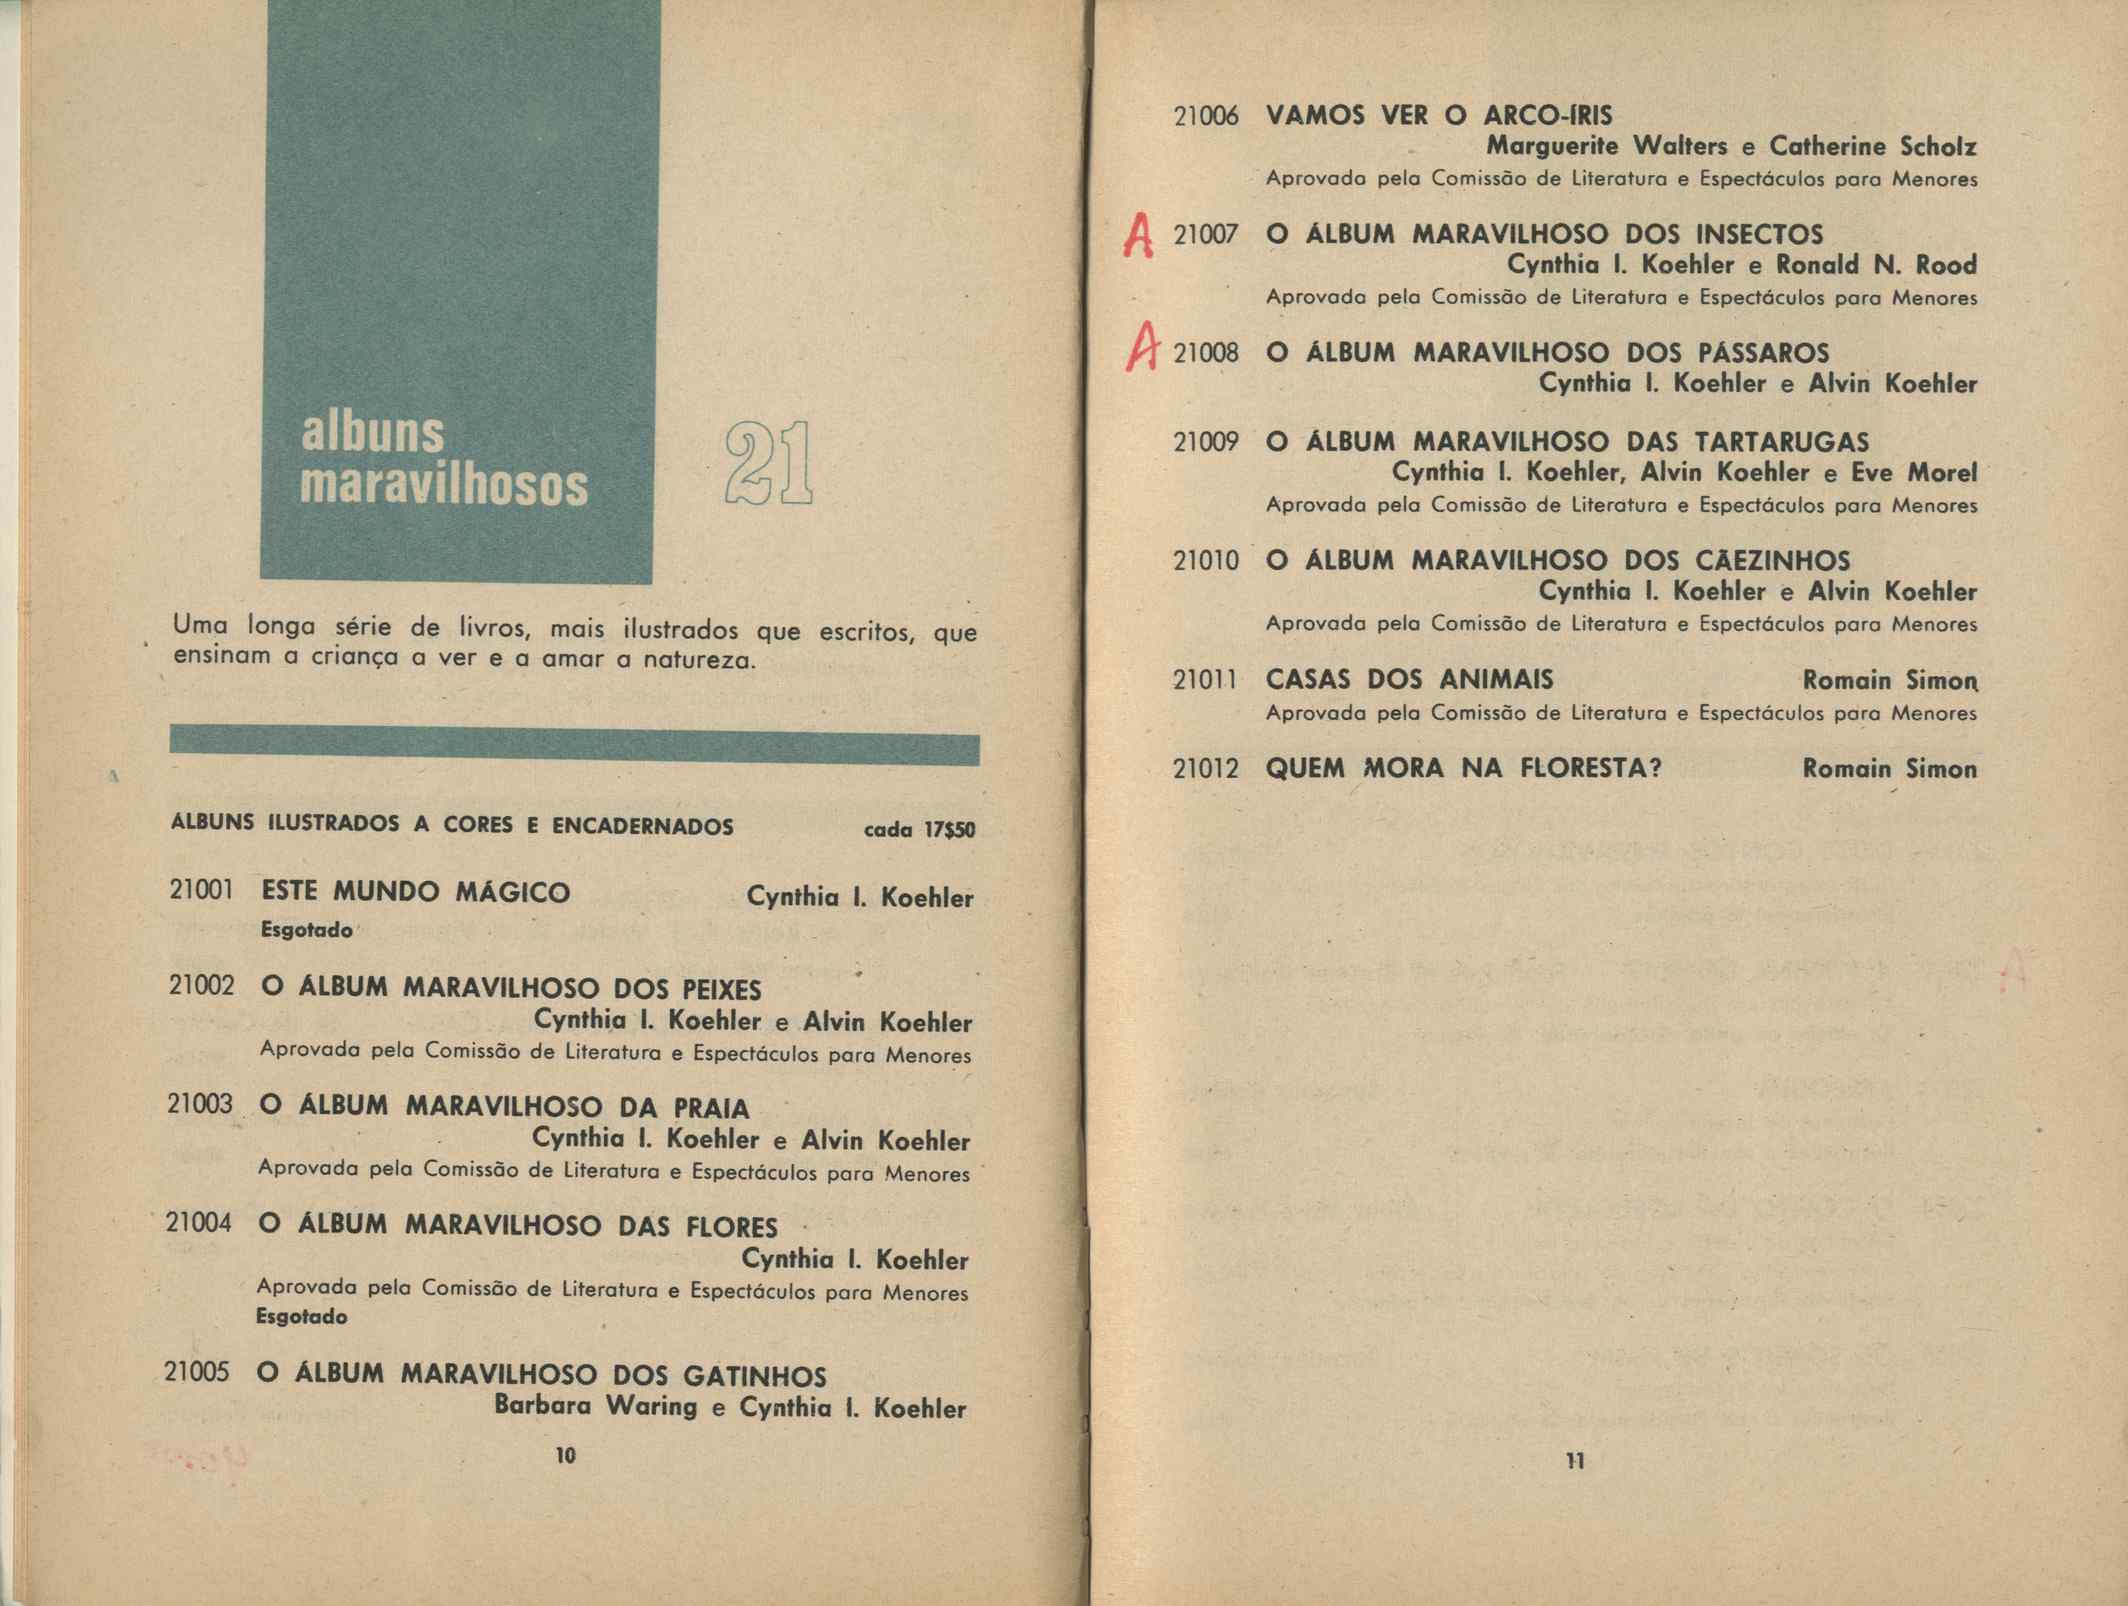 albuns
maravilhosos
21
Uma longa série de livros, mais ilustrados que escritos, que
ensinam a criança a ver e a amar a natureza.
ÁLBUNS ILUSTRADOS A CORES E ENCADERNADOS cada 17$50
21001 ESTE MUNDO MÁGICO Cynthia I. Koehler
Esgotado
21002 O ÁLBUM MARAVILHOSO DOS PEIXES
Cynthia I. Koehler e Alvin Koehler
Aprovada pela Comissão de Literatura e Espectáculos para Menores
21003 O ÁLBUM MARAVILHOSO DA PRAIA
Cynthia I. Koehler e Alvin Koehler
Aprovada pela Comissão de Literatura e Espectáculos para Menores
21004 O ÁLBUM MARAVILHOSO DAS FLORES
Cynthia I. Koehler
Aprovada pela Comissão de Literatura e Espectáculos para Menores
Esgotado
21005 O ÁLBUM MARAVILHOSO DOS GATINHOS
Barbara Waring e Cynthia I. Koehler
10
21006 VAMOS VER O ARCO-ÍRIS
Marguerite Walters e Catherine Scholz
Aprovada pela Comissão de Literatura e Espectáculos para Menores
A 21007 O ÁLBUM MARAVILHOSO DOS INSECTOS
Cynthia I. Koehler e Ronald N. Rood
Aprovada pela Comissão de Literatura e Espectáculos para Menores
A 21008 O ÁLBUM MARAVILHOSO DOS PÁSSAROS
Cynthia I. Koehler e Alvin Koehler
21009 O ÁLBUM MARAVILHOSO DAS TARTARUGAS
Cynthia I. Koehler, Alvin Koehler e Eve Morel
Aprovada pela Comissão de Literatura e Espectáculos para Menores
21010 O ÁLBUM MARAVILHOSO DOS CÃEZINHOS
Cynthia I. Koehler e Alvin Koehler
Aprovada pela Comissão de Literatura e Espectáculos para Menores
21011 CASAS DOS ANIMAIS Romain Simon
Aprovada pela Comissão de Literatura e Espectáculos para Menores
21012 QUEM MORA NA FLORESTA? Romain Simon
11